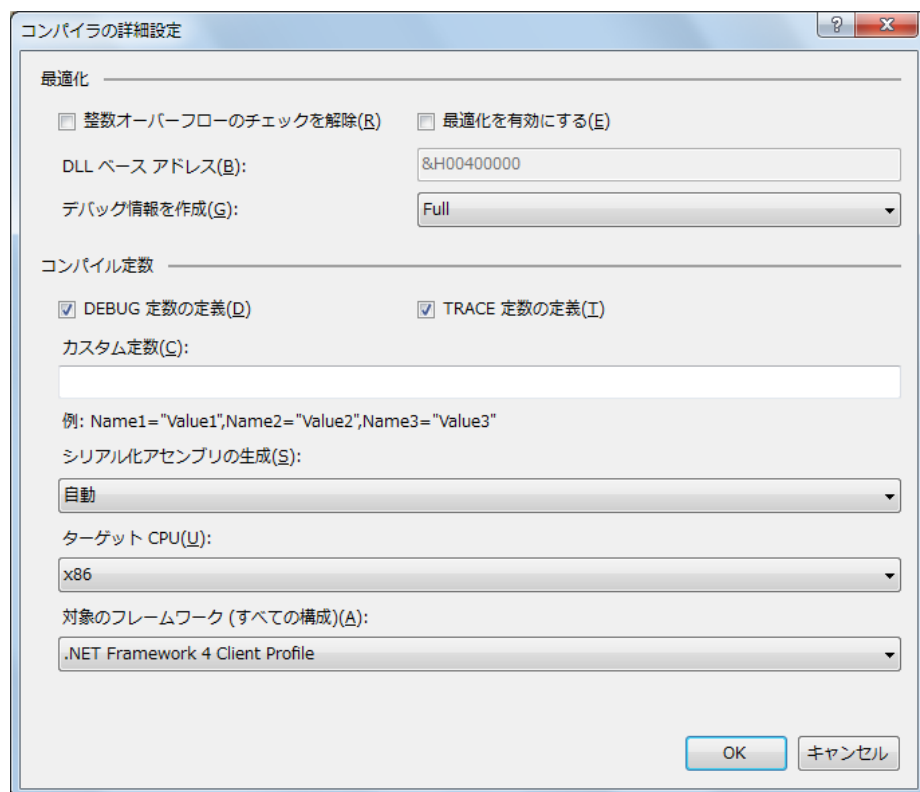 コンパイラの詳細設定
最適化
整数オーバーフローのチェックを解除(R) 最適化を有効にする(E)
DLL ベース アドレス(B): &H00400000
デバッグ情報を作成(G): Full
コンパイル定数
DEBUG 定数の定義(D) TRACE 定数の定義(T)
カスタム定数(C):
例: Name1="Value1",Name2="Value2",Name3="Value3"
シリアル化アセンブリの生成(S):
自動
ターゲット CPU(U):
x86
対象のフレームワーク (すべての構成)(A):
.NET Framework 4 Client Profile
OK キャンセル